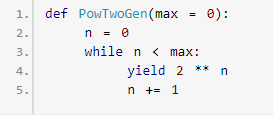 1. def PowTwoGen(max = 0):
2.     n = 0
3.     while n < max:
4.         yield 2 ** n
5.         n += 1